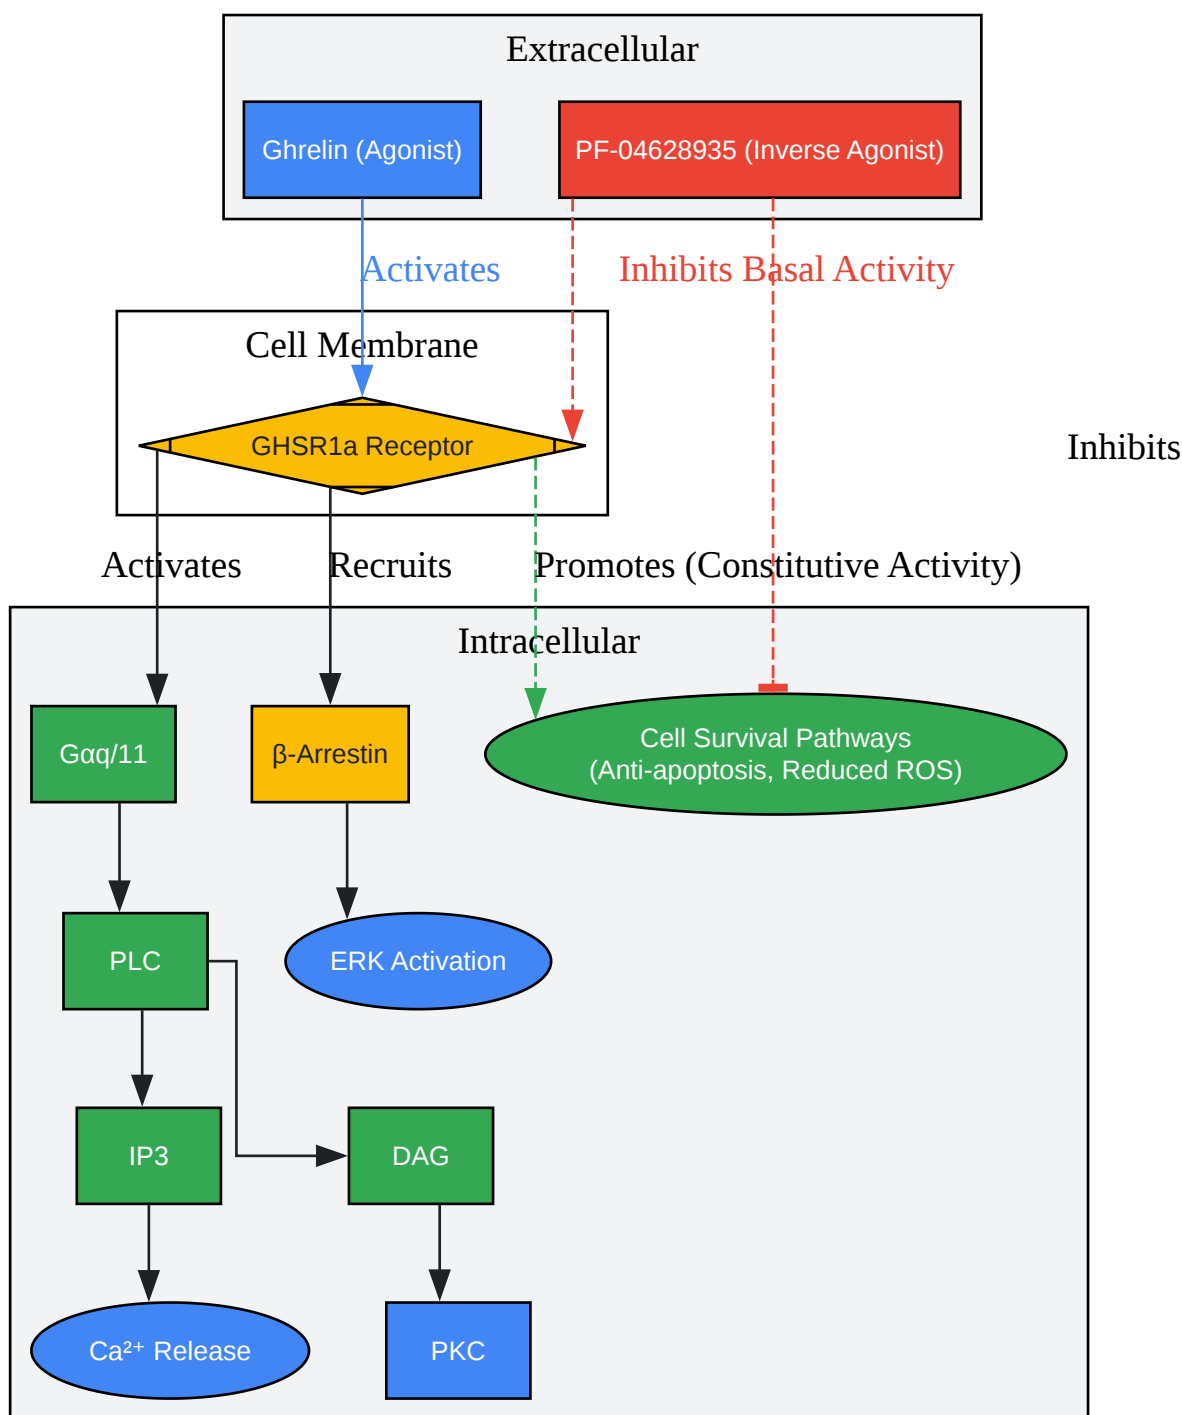 Extracellular
Ghrelin (Agonist)
PF-04628935 (Inverse Agonist)
Activates
Inhibits Basal Activity
Cell Membrane
GHSR1a Receptor
Inhibits
Activates
Recruits
Promotes (Constitutive Activity)
Intracellular
Gαq/11
β-Arrestin
Cell Survival Pathways
(Anti-apoptosis, Reduced ROS)
PLC
ERK Activation
IP3
DAG
Ca²⁺ Release
PKC